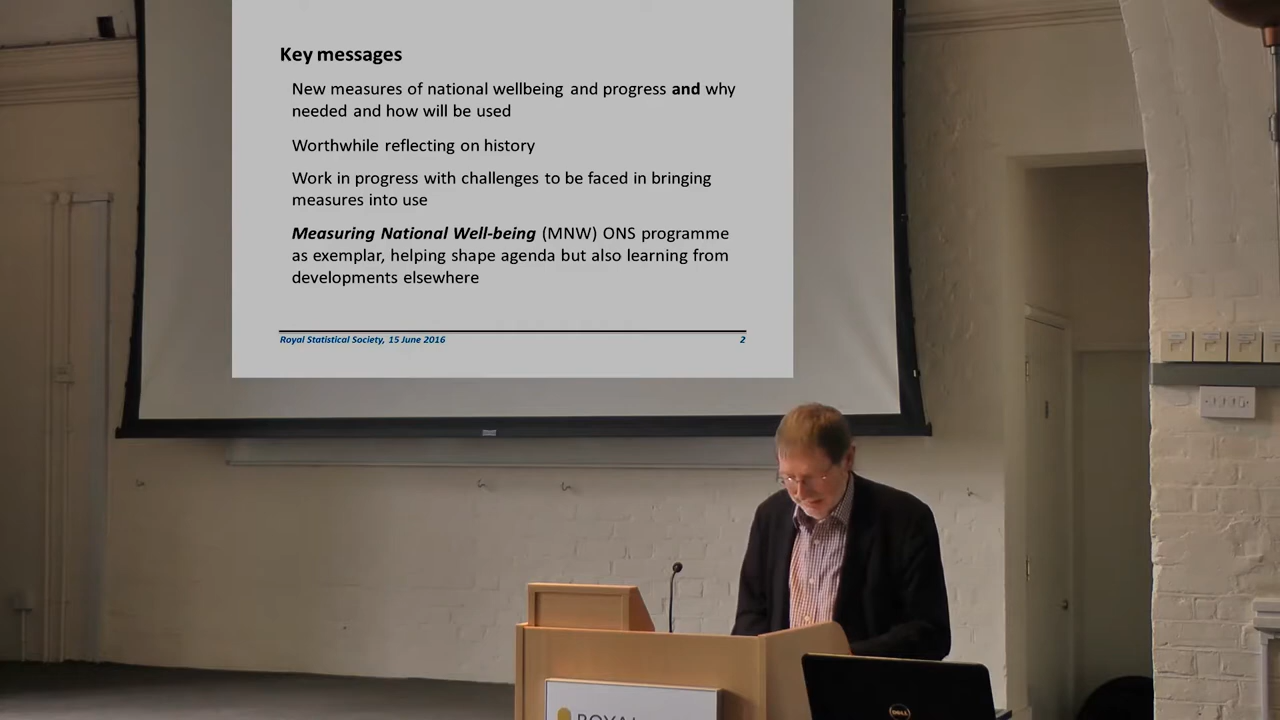 Key messages
New measures of national wellbeing and progress and why
needed and how will be used
Worthwhile reflecting on history
Work in progress with challenges to be faced in bringing
measures into use
Measuring National Well-being (MNW) ONS programme
as exemplar, helping shape agenda but also learning from
developments elsewhere
Royal Statistical Society, 15 June 2016 2
ROYAL
DELL